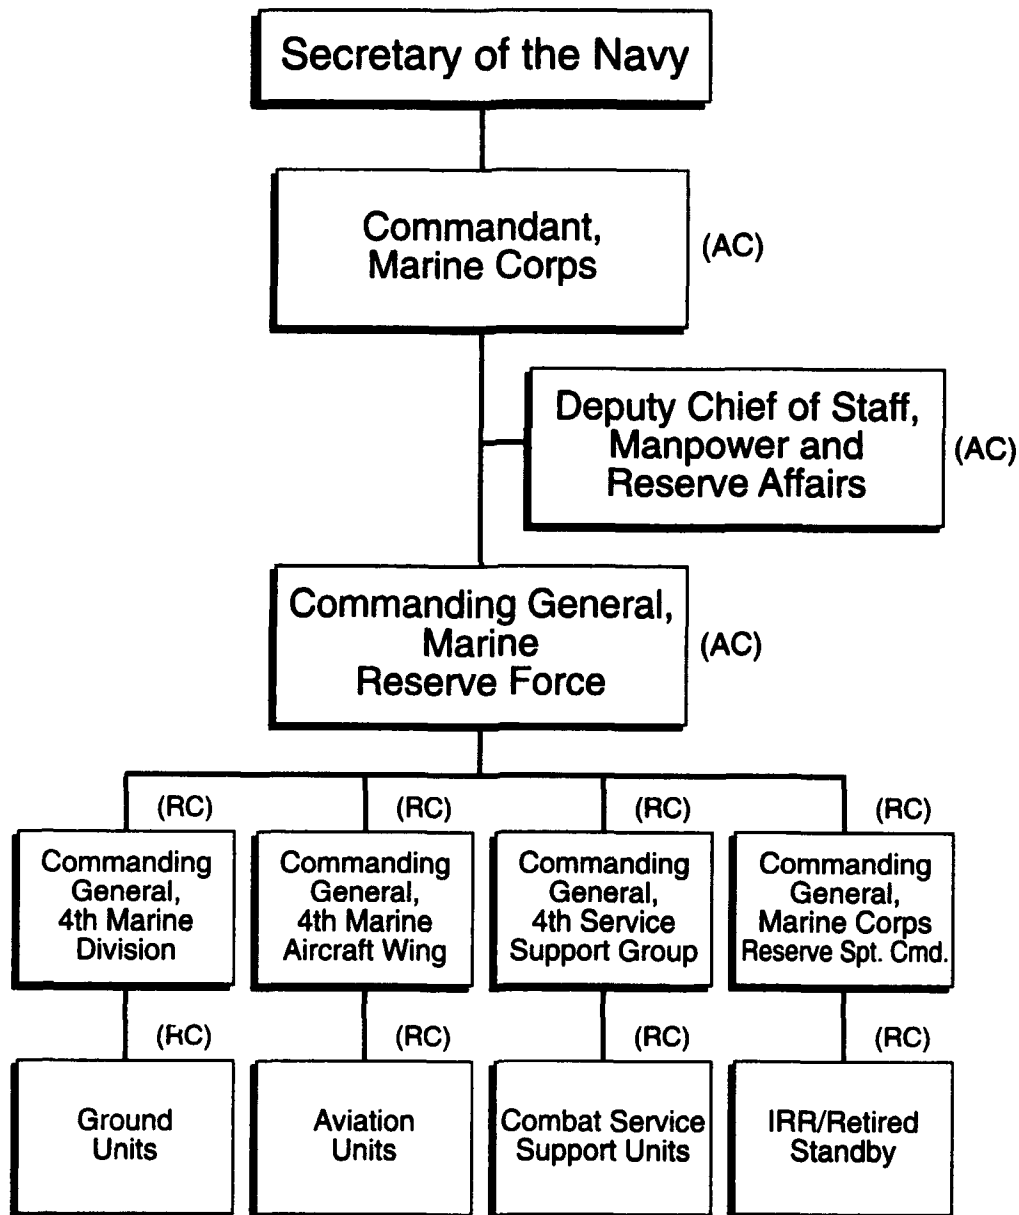 Secretary of the Navy
Commandant,
Marine Corps
(AC)
Deputy Chief of Staff,
Manpower and
Reserve Affairs
(AC)
Commanding General,
Marine
Reserve Force
(AC)
(RC)
Commanding
General,
4th Marine
Division
(RC)
Commanding
General,
4th Marine
Aircraft Wing
(RC)
Commanding
General,
4th Service
Support Group
(RC)
Commanding
General,
Marine Corps
Reserve Spt. Cmd.
(RC)
Ground
Units
(RC)
Aviation
Units
(RC)
Combat Service
Support Units
(RC)
IRR/Retired
Standby